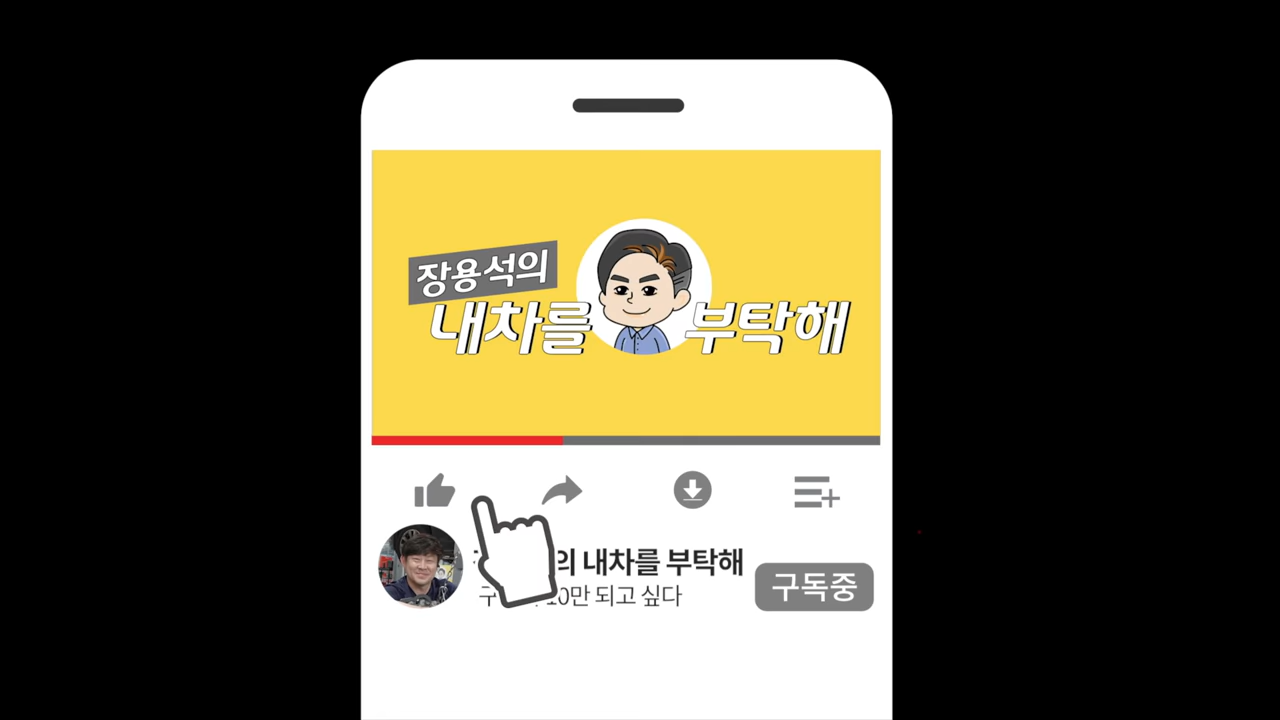 장용석의
내차를 부탁해
의 내차를 부탁해
구 10만 되고 싶다
구독중